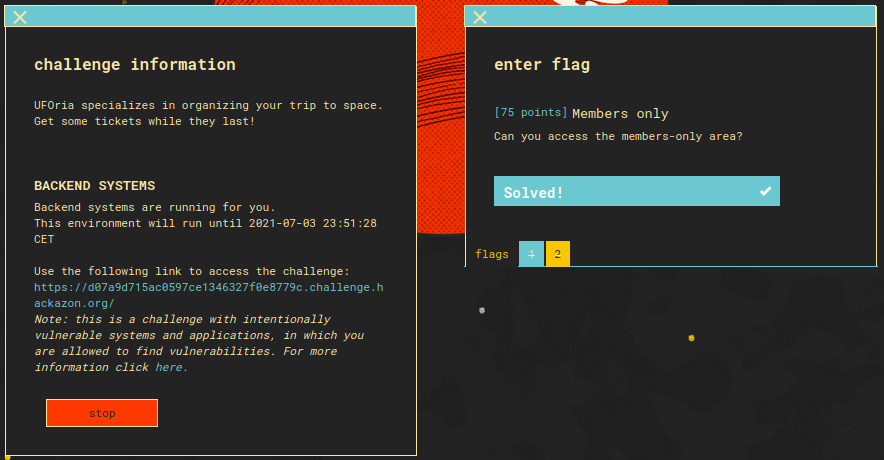 challenge information
UFOria specializes in organizing your trip to space.
Get some tickets while they last!
BACKEND SYSTEMS
Backend systems are running for you.
This environment will run until 2021-07-03 23:51:28
CET
Use the following link to access the challenge:
https://d07a9d715ac0597ce1346327f0e8779c.challenge.h
ackazon.org/
Note: this is a challenge with intentionally
vulnerable systems and applications, in which you
are allowed to find vulnerabilities. For more
information click here.
stop
enter flag
[75 points] Members only
Can you access the members-only area?
Solved!
flags 1 2